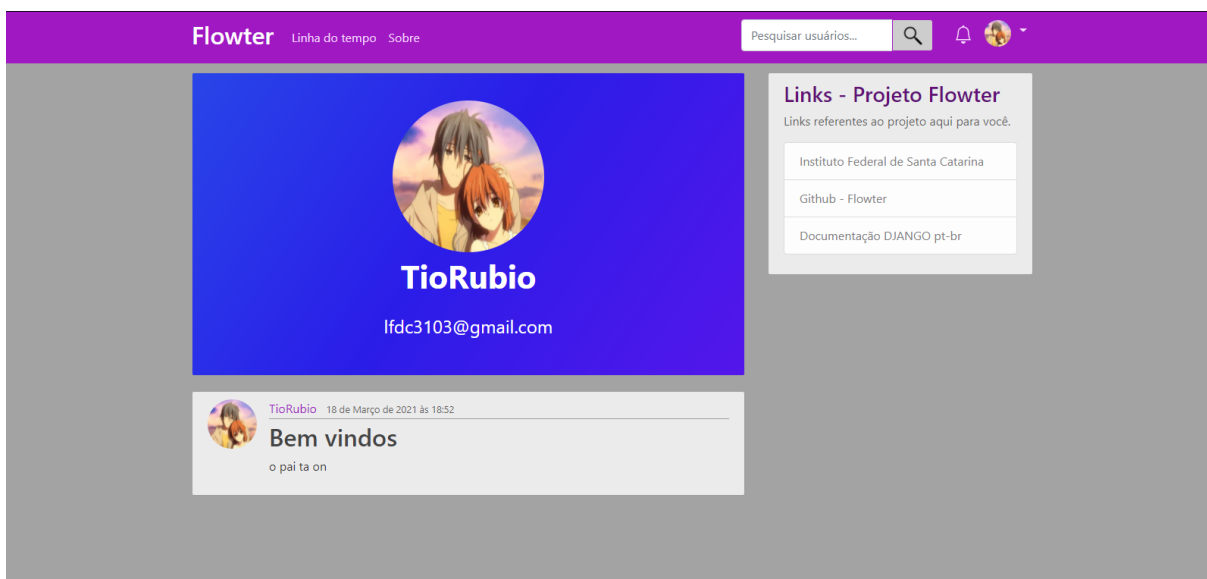 Flowter Linha do tempo Sobre Pesquisar usuários...
TioRubio
lfdc3103@gmail.com
TioRubio 18 de Março de 2021 às 18:52
Bem vindos
o pai ta on
Links - Projeto Flowter
Links referentes ao projeto aqui para você.
Instituto Federal de Santa Catarina
Github - Flowter
Documentação DJANGO pt-br